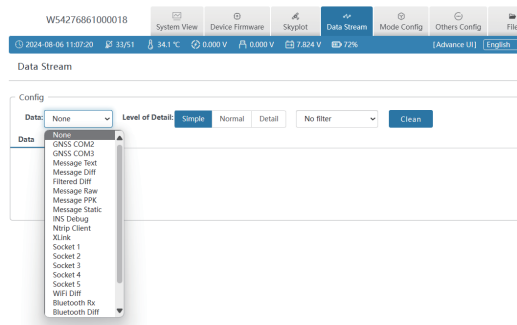 WS4276861000018
System View
Device Firmware
Skyplot
Data Stream
Mode Config
Others Config
2024-08-06 11:07:20 33/51 34.1 ℃ 0.000 V 0.000 V 7.824 V 72% [Advance UI] English
Data Stream
Config
Data: None Level of Detail: Simple Normal Detail No filter Clean
Data
None
GNSS COM2
GNSS COM3
Message Text
Message Diff
Filtered Diff
Message Raw
Message PPK
Message Static
INS Debug
Ntrip Client
XLink
Socket 1
Socket 2
Socket 3
Socket 4
Socket 5
WiFI Diff
Bluetooth Rx
Bluetooth Diff